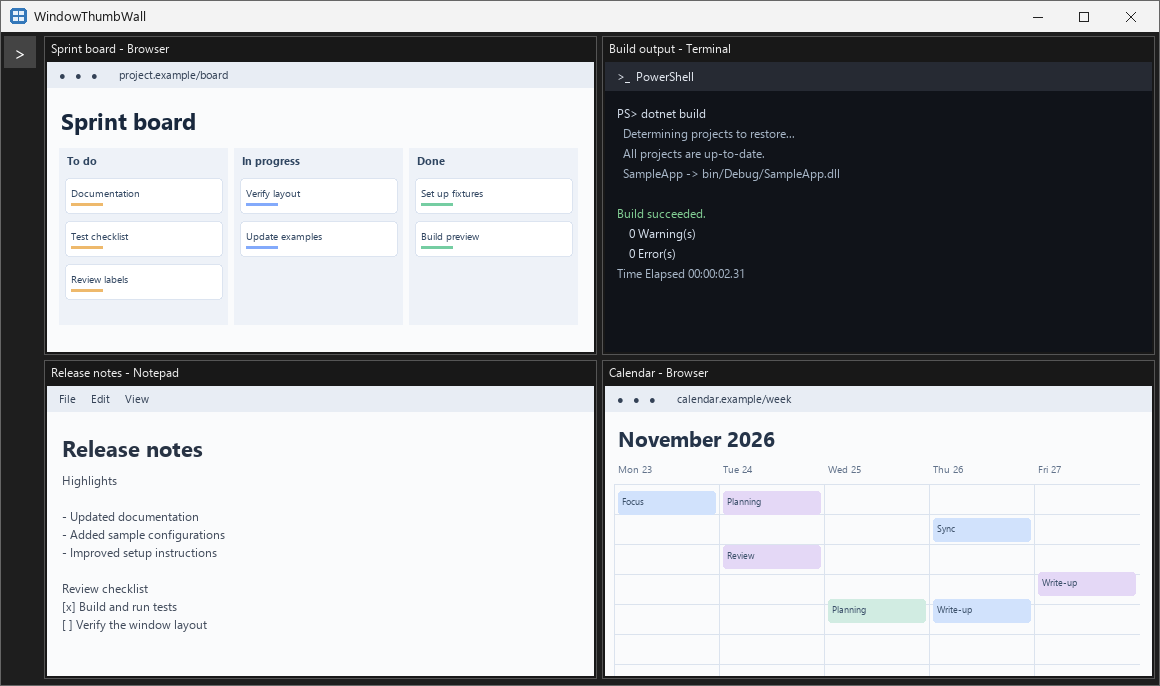 WindowThumbWall
>
Sprint board - Browser
project.example/board
Sprint board
To do
Documentation
Test checklist
Review labels
In progress
Verify layout
Update examples
Done
Set up fixtures
Build preview
Build output - Terminal
>_ PowerShell
PS> dotnet build
Determining projects to restore...
All projects are up-to-date.
SampleApp -> bin/Debug/SampleApp.dll
Build succeeded.
0 Warning(s)
0 Error(s)
Time Elapsed 00:00:02.31
Release notes - Notepad
File Edit View
Release notes
Highlights
- Updated documentation
- Added sample configurations
- Improved setup instructions
Review checklist
[x] Build and run tests
[ ] Verify the window layout
Calendar - Browser
calendar.example/week
November 2026
Mon 23 Tue 24 Wed 25 Thu 26 Fri 27
Focus Planning
Sync
Review
Write-up
Planning Write-up